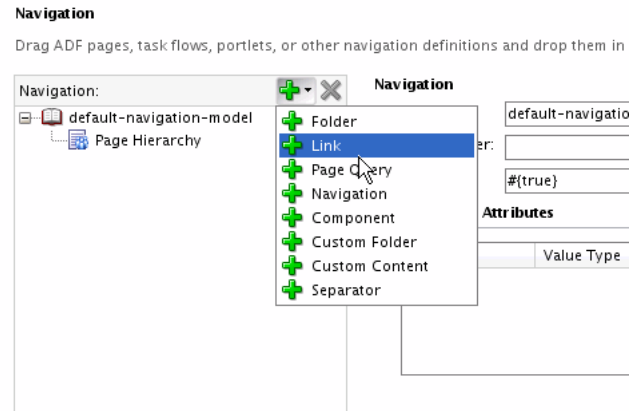 Navigation
Drag ADF pages, task flows, portlets, or other navigation definitions and drop them in
Navigation:
default-navigation-model
Page Hierarchy
Folder
Link
Page Query
Navigation
Component
Custom Folder
Custom Content
Separator
Navigation
default-navigatio
er:
#{true}
Attributes
Value Type